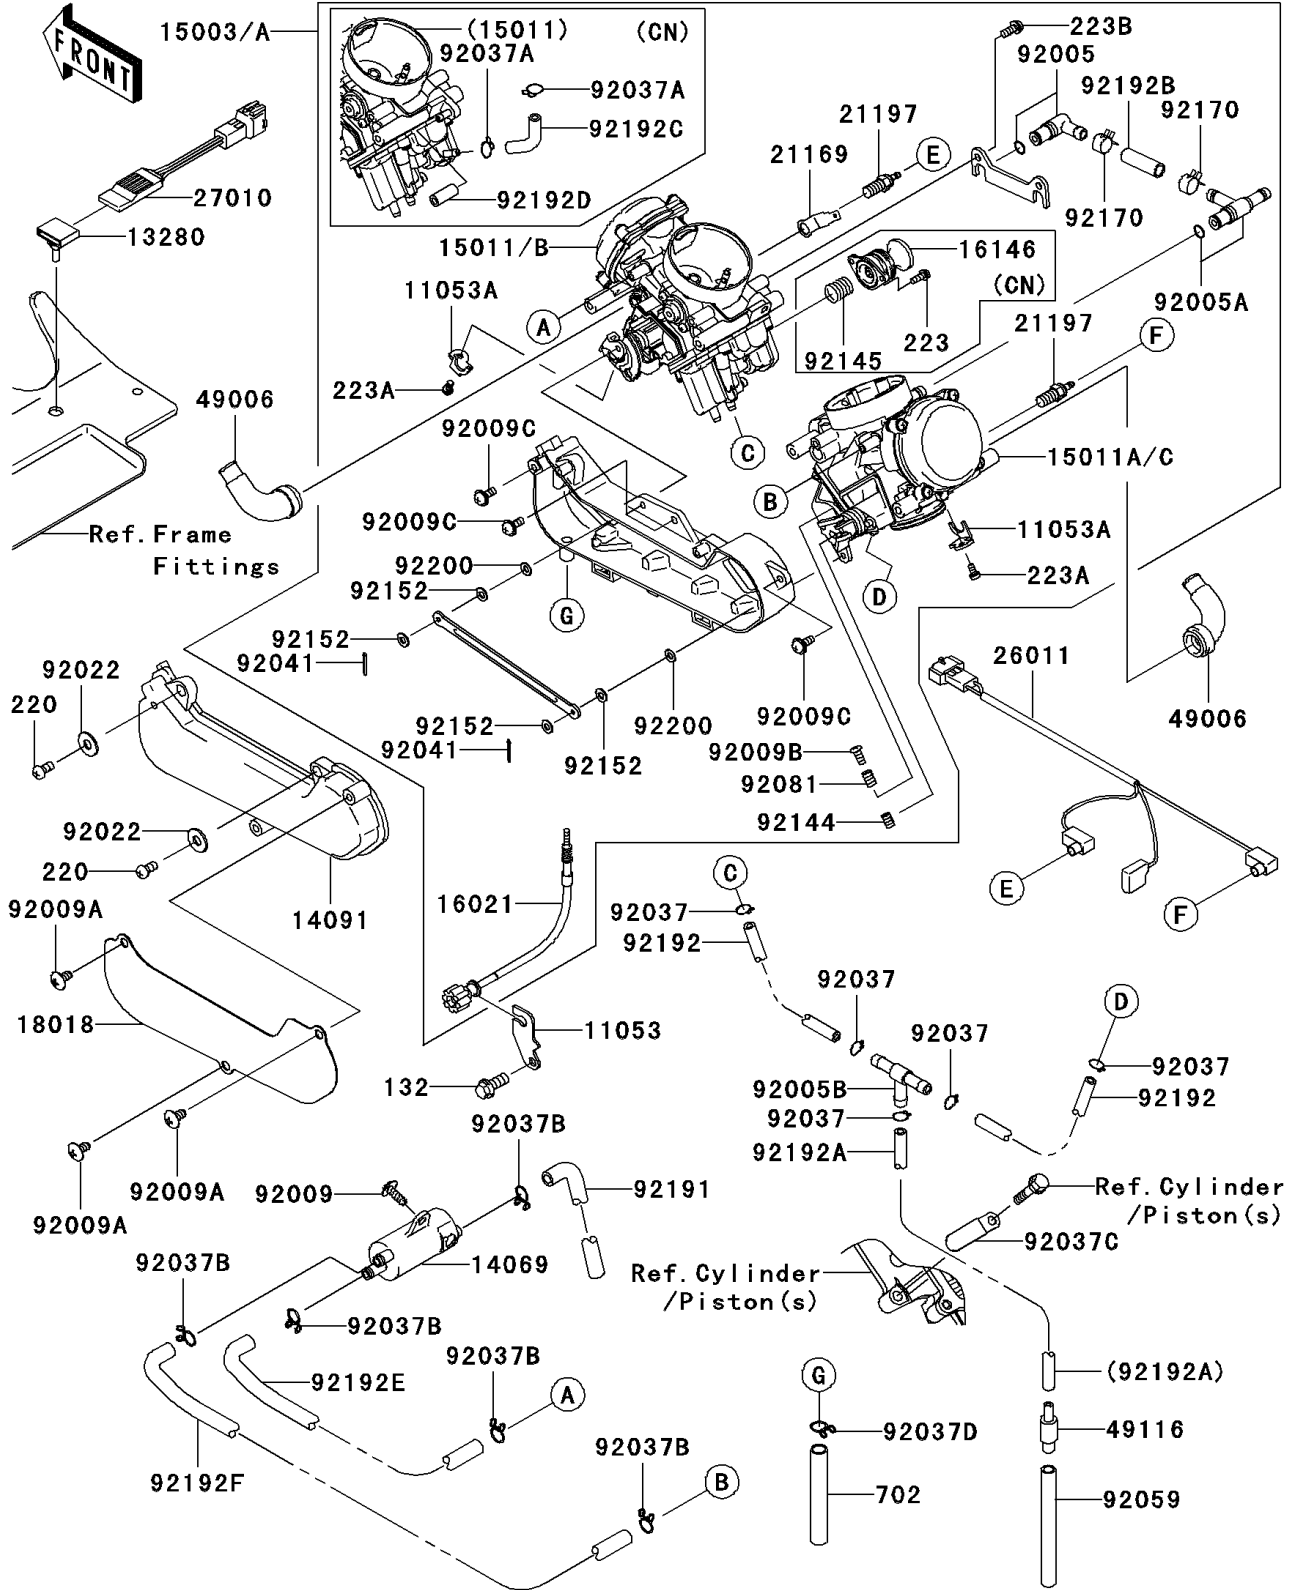 FRONT
15003/A
(15011)
(CN)
92037A
92037A
92192C
92192D
223B
92005
92192B
92170
21197
E
21169
92170
27010
13280
15011/B
16146
(CN)
11053A
A
92005A
21197
F
92145
223
223A
49006
92009C
C
15011A/C
B
92009C
11053A
Ref.Frame
Fittings
92200
223A
92152
D
G
92152
92041
26011
92022
220
92152
92200
92009C
49006
92041
92152
92009B
92081
92144
92022
220
C
E
F
92009A
14091
16021
92037
92192
92037
D
18018
11053
92037
92037
132
92005B
92192
92037
92037B
92192A
92009A
92009
92191
Ref.Cylinder
/Piston(s)
92009A
92037C
92037B
14069
Ref.Cylinder
/Piston(s)
92037B
92037B
92192E
A
G
(92192A)
92037D
49116
92037B
92192F
B
702
92059